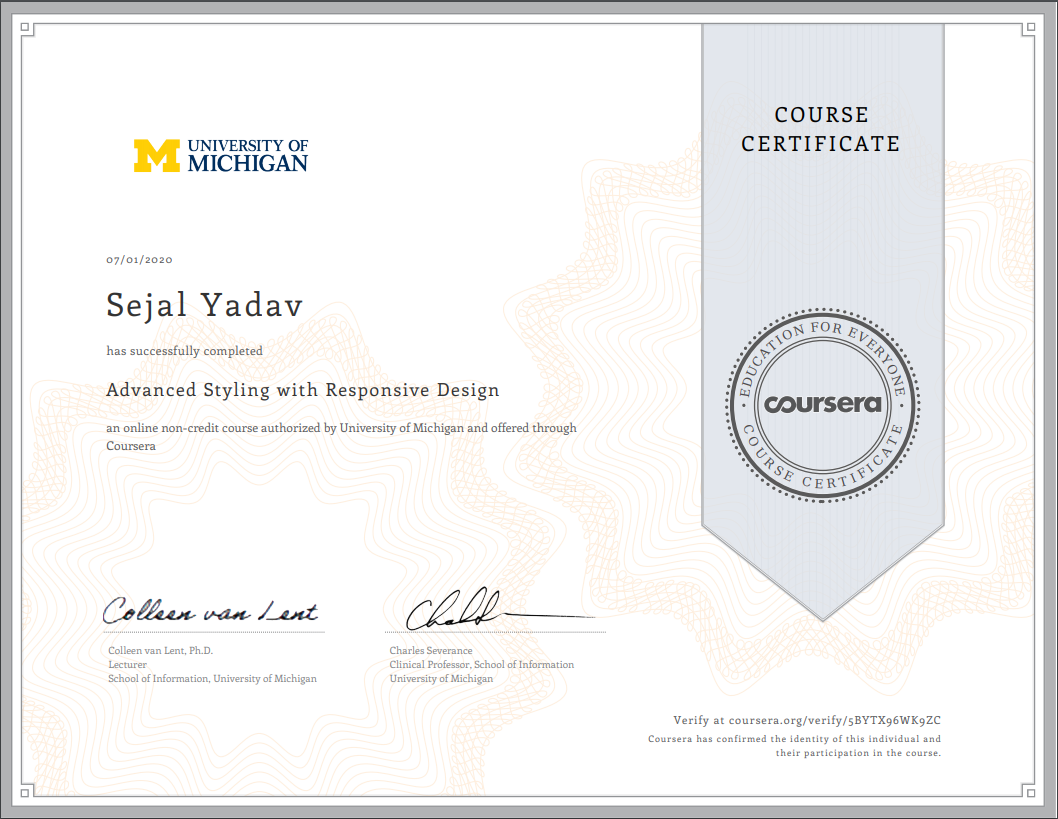 UNIVERSITY OF
MICHIGAN
COURSE
CERTIFICATE
07/01/2020
Sejal Yadav
has successfully completed
Advanced Styling with Responsive Design
an online non-credit course authorized by University of Michigan and offered through
Coursera
EDUCATION FOR EVERYONE
coursera
COURSE CERTIFICATE
Colleen van Lent
Colleen van Lent, Ph.D.
Lecturer
School of Information, University of Michigan
Charles Severance
Clinical Professor, School of Information
University of Michigan
Verify at coursera.org/verify/5BYTX96WK9ZC
Coursera has confirmed the identity of this individual and
their participation in the course.